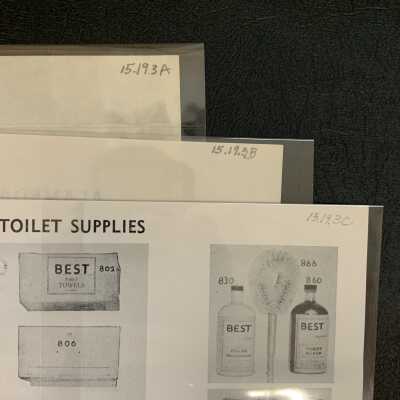 15.19.3A
15.19.3B
15.19.3C
TOILET SUPPLIES
BEST
TOWELS
802
806
830
866
860
BEST
BEST